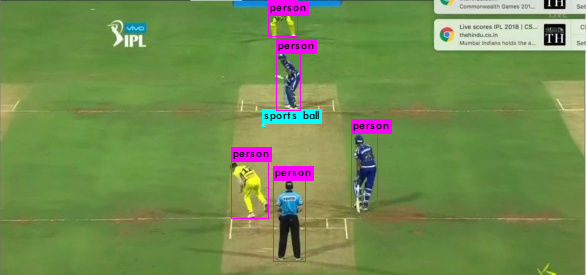 person
Commonwealth Games 201...
vivo
IPL
Live scores IPL 2018 | CS...
thehindu.co.in
Mumbai Indians holds the a...
TH
person
sports ball
person
person
person